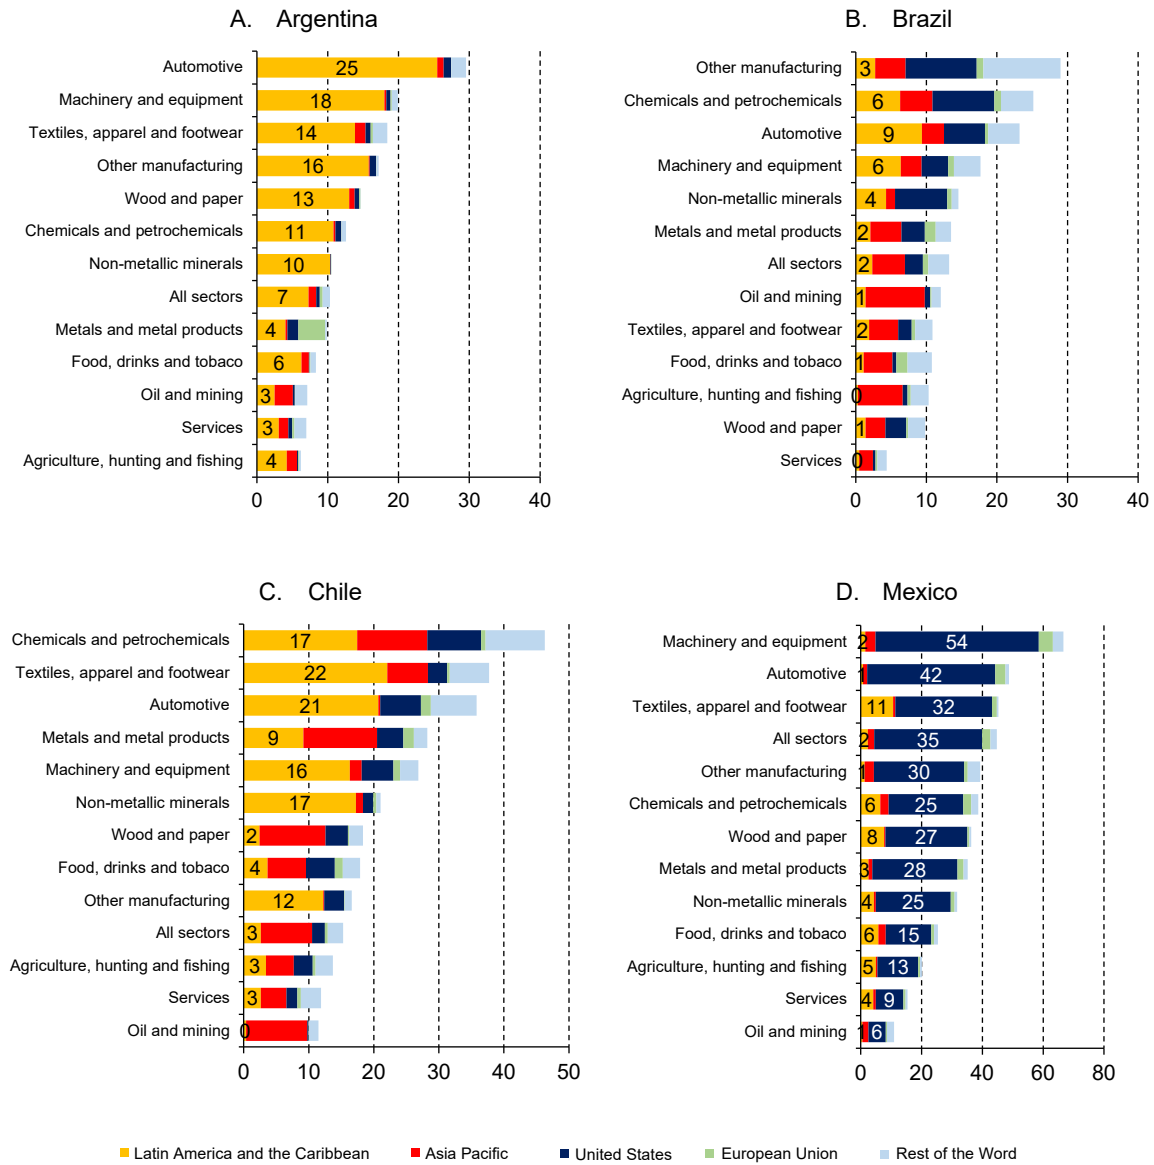 A. Argentina
Automotive 25
Machinery and equipment 18
Textiles, apparel and footwear 14
Other manufacturing 16
Wood and paper 13
Chemicals and petrochemicals 11
Non-metallic minerals 10
All sectors 7
Metals and metal products 4
Food, drinks and tobaco 6
Oil and mining 3
Services 3
Agriculture, hunting and fishing 4
0 10 20 30 40
B. Brazil
Other manufacturing 3
Chemicals and petrochemicals 6
Automotive 9
Machinery and equipment 6
Non-metallic minerals 4
Metals and metal products 2
All sectors 2
Oil and mining 1
Textiles, apparel and footwear 2
Food, drinks and tobaco 1
Agriculture, hunting and fishing 0
Wood and paper 1
Services 0
0 10 20 30 40
C. Chile
Chemicals and petrochemicals 17
Textiles, apparel and footwear 22
Automotive 21
Metals and metal products 9
Machinery and equipment 16
Non-metallic minerals 17
Wood and paper 2
Food, drinks and tobaco 4
Other manufacturing 12
All sectors 3
Agriculture, hunting and fishing 3
Services 3
Oil and mining 0
0 10 20 30 40 50
D. Mexico
Machinery and equipment 2 54
Automotive 1 42
Textiles, apparel and footwear 11 32
All sectors 2 35
Other manufacturing 1 30
Chemicals and petrochemicals 6 25
Wood and paper 8 27
Metals and metal products 3 28
Non-metallic minerals 4 25
Food, drinks and tobaco 6 15
Agriculture, hunting and fishing 5 13
Services 4 9
Oil and mining 1 6
0 20 40 60 80
Latin America and the Caribbean Asia Pacific United States European Union Rest of the Word